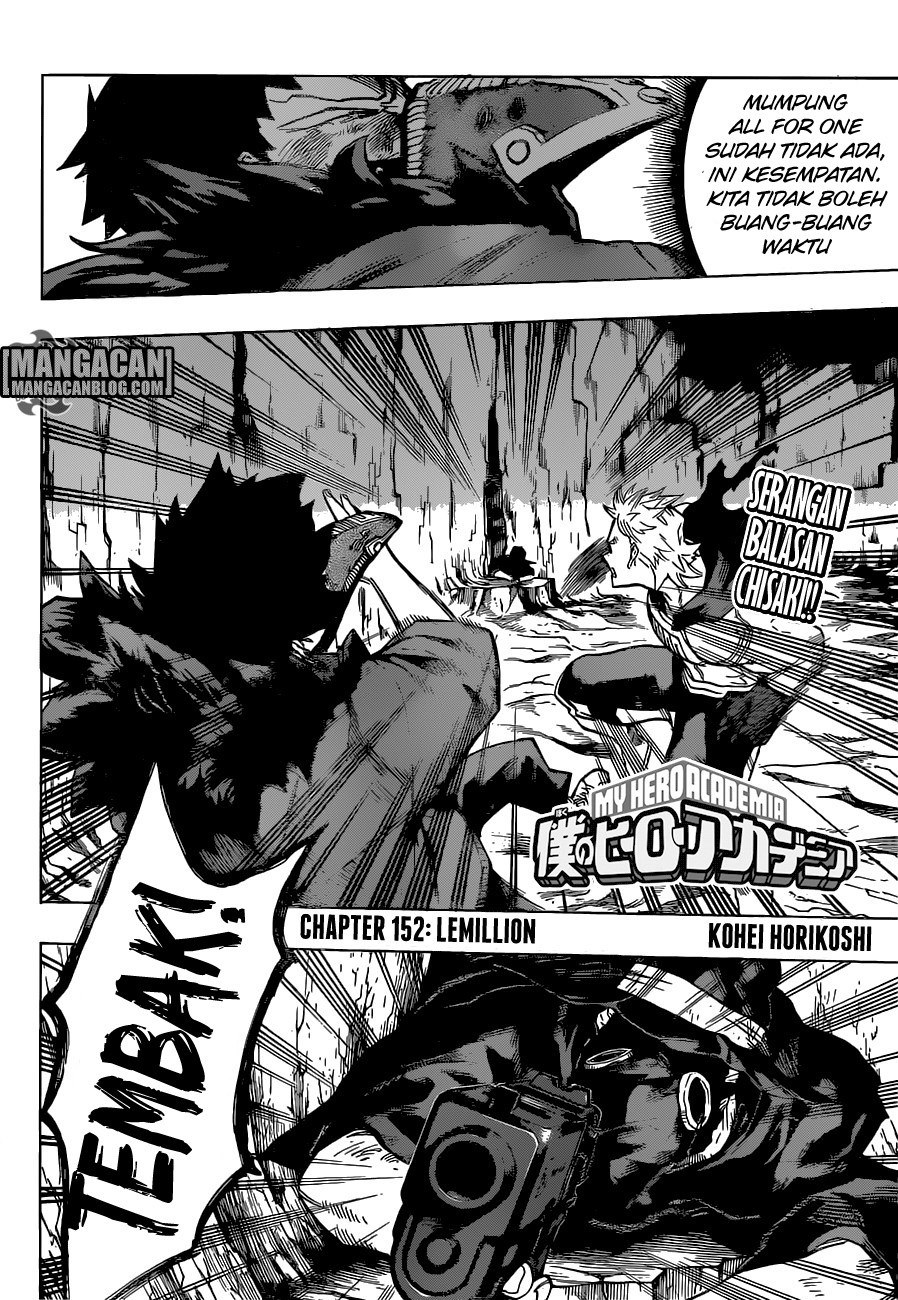 MUMPUNG
ALL FOR ONE
SUDAH TIDAK ADA,
INI KESEMPATAN.
KITA TIDAK BOLEH
BUANG-BUANG
WAKTU
[MANGACAN]
MANGACANBLOG.COM
SERANGAN
BALASAN
CHISAKI!!!
MY HERO ACADEMIA
僕のヒーローアカデミア
CHAPTER 152: LEMILLION
KOHEI HORIKOSHI
TEMBAK!